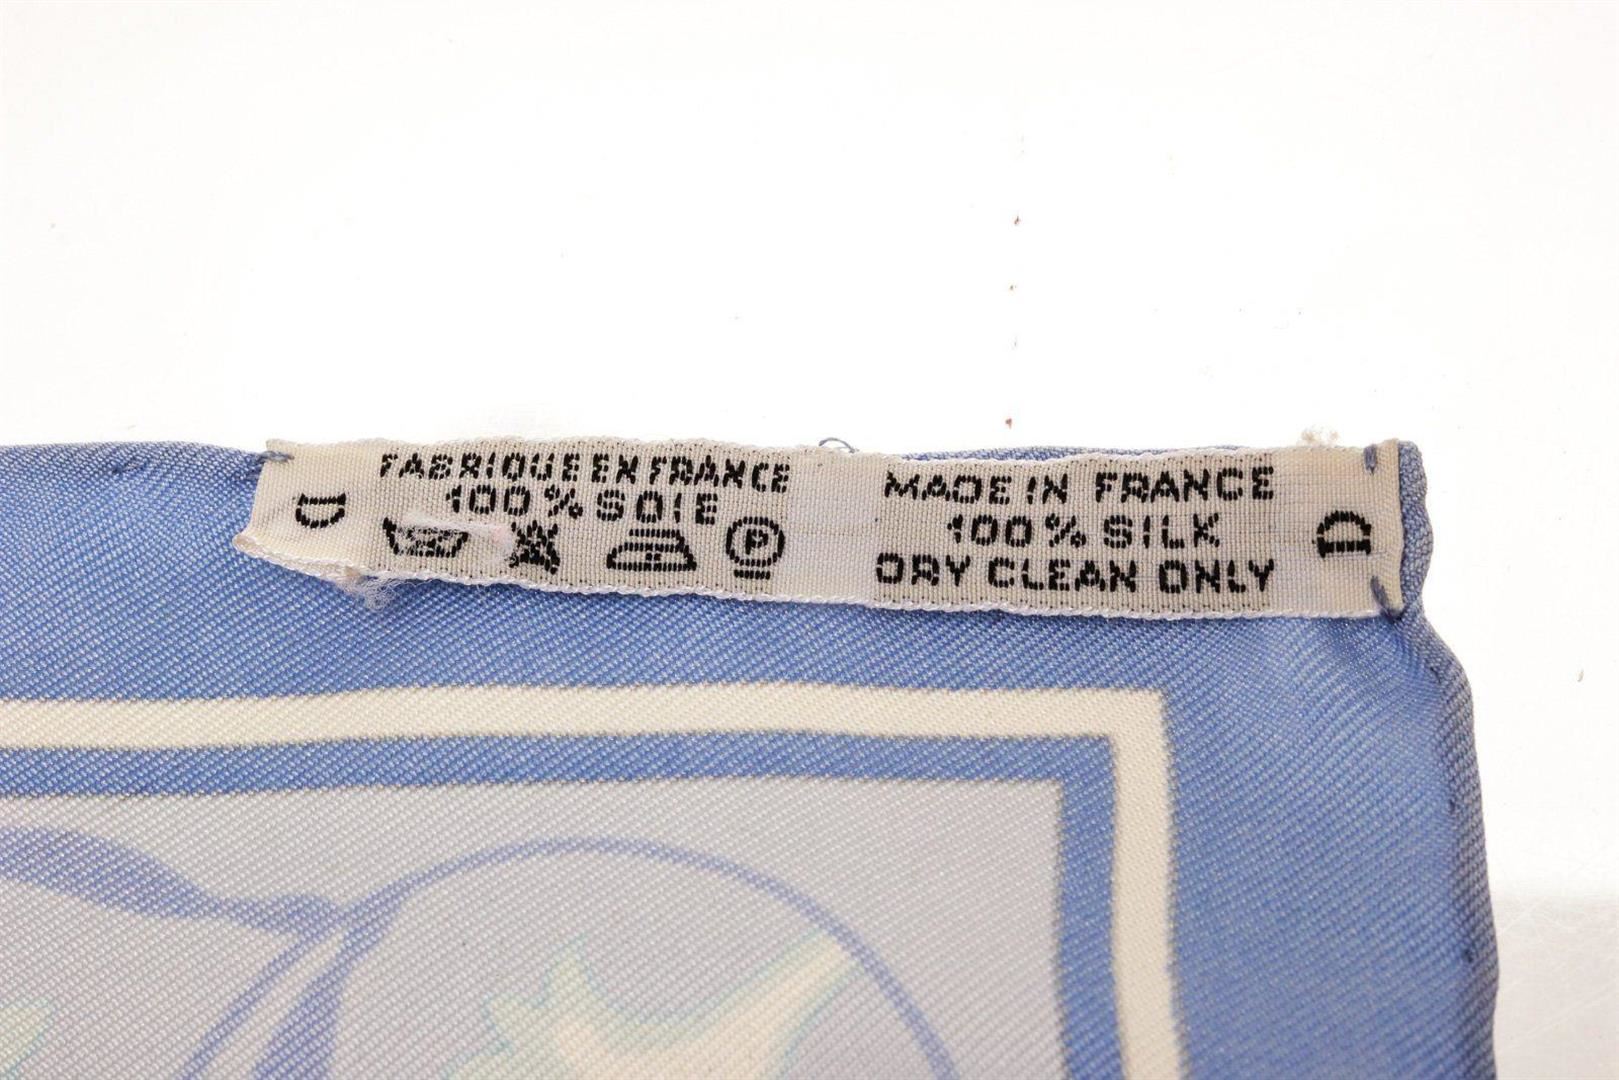 D
FABRIQUE EN FRANCE
100% SOIE
P
MADE IN FRANCE
100% SILK
DRY CLEAN ONLY
D